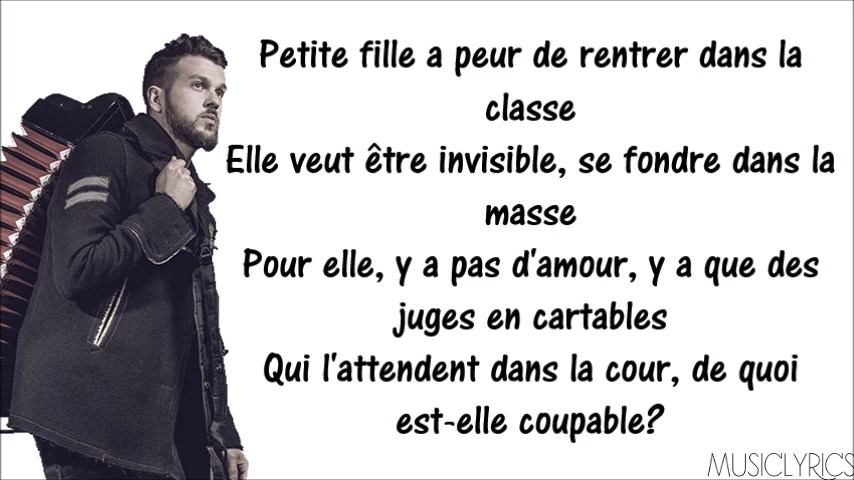 Petite fille a peur de rentrer dans la
classe
Elle veut être invisible, se fondre dans la
masse
Pour elle, y a pas d'amour, y a que des
juges en cartables
Qui l'attendent dans la cour, de quoi
est-elle coupable?
MUSICLYRICS